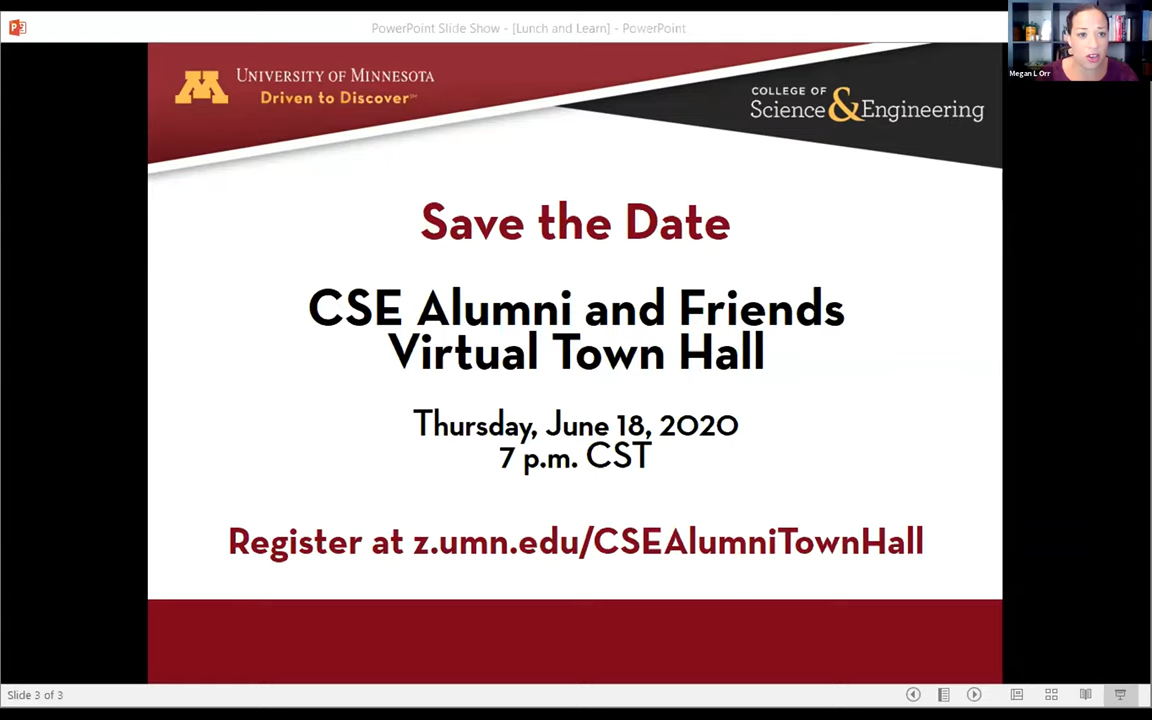 PowerPoint Slide Show - [Lunch and Learn] - PowerPoint
Megan L Orr
UNIVERSITY OF MINNESOTA
Driven to Discover℠
COLLEGE OF
Science & Engineering
Save the Date
CSE Alumni and Friends
Virtual Town Hall
Thursday, June 18, 2020
7 p.m. CST
Register at z.umn.edu/CSEAlumniTownHall
Slide 3 of 3